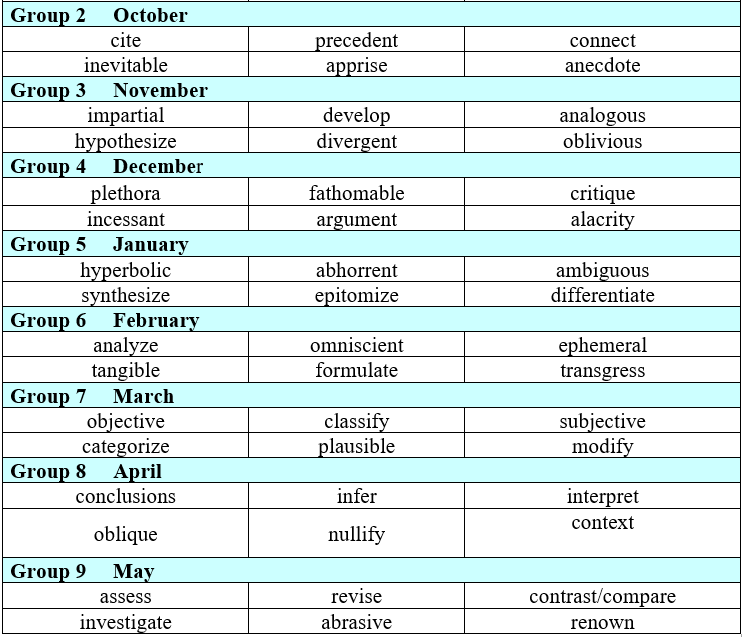 Group 2 October
cite precedent connect
inevitable apprise anecdote
Group 3 November
impartial develop analogous
hypothesize divergent oblivious
Group 4 December
plethora fathomable critique
incessant argument alacrity
Group 5 January
hyperbolic abhorrent ambiguous
synthesize epitomize differentiate
Group 6 February
analyze omniscient ephemeral
tangible formulate transgress
Group 7 March
objective classify subjective
categorize plausible modify
Group 8 April
conclusions infer interpret
oblique nullify context
Group 9 May
assess revise contrast/compare
investigate abrasive renown